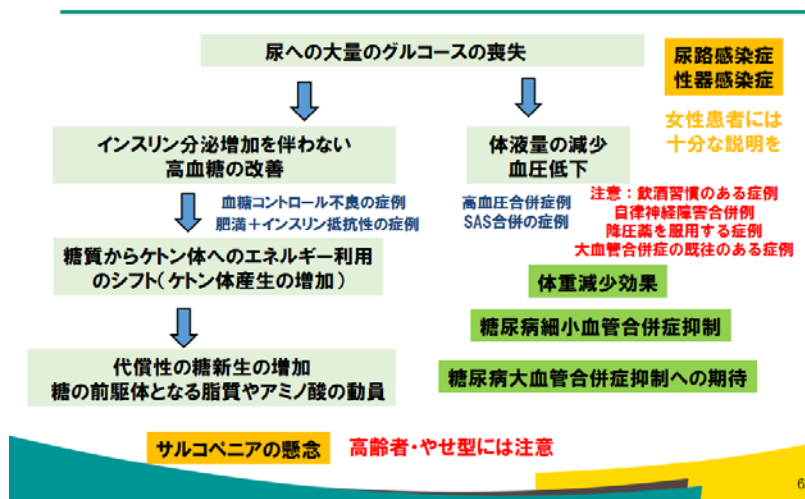 尿への大量のグルコースの喪失
尿路感染症
性器感染症
女性患者には
十分な説明を
インスリン分泌増加を伴わない
高血糖の改善
体液量の減少
血圧低下
血糖コントロール不良の症例
肥満＋インスリン抵抗性の症例
高血圧合併症例
SAS合併の症例
注意：飲酒習慣のある症例
自律神経障害合併例
降圧薬を服用する症例
大血管合併症の既往のある症例
糖質からケトン体へのエネルギー利用
のシフト（ケトン体産生の増加）
体重減少効果
糖尿病細小血管合併症抑制
代償性の糖新生の増加
糖の前駆体となる脂質やアミノ酸の動員
糖尿病大血管合併症抑制への期待
サルコペニアの懸念
高齢者・やせ型には注意
6